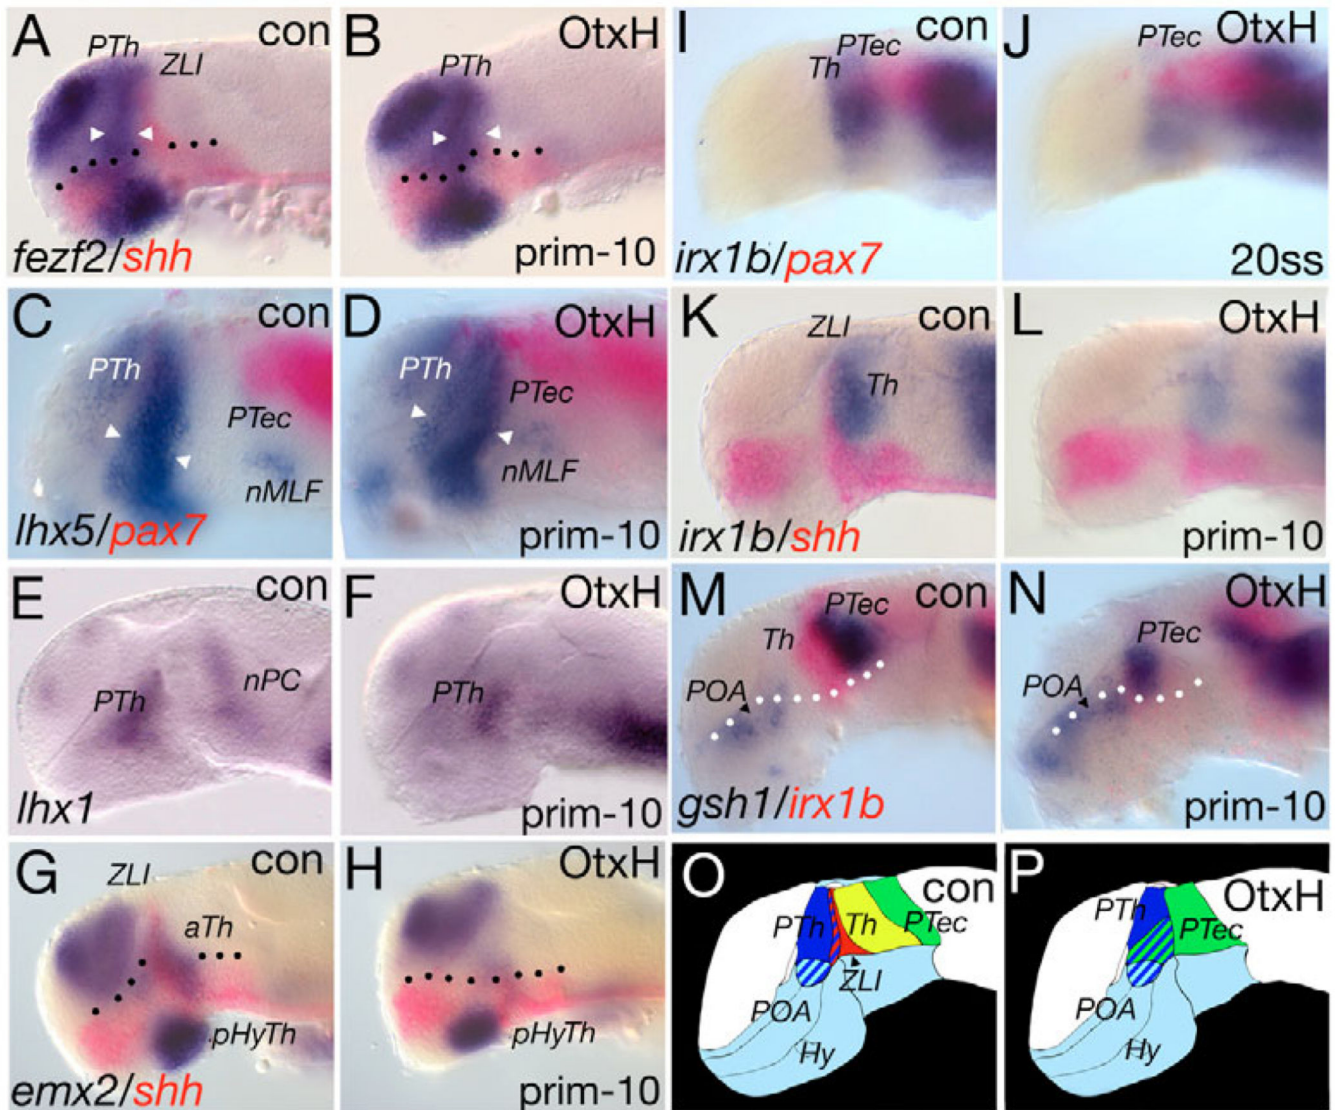 A
con
PTh
ZLI
fezf2/shh
B
OtxH
PTh
prim-10
C
con
PTh
PTec
nMLF
lhx5/pax7
D
OtxH
PTh
PTec
nMLF
prim-10
E
con
PTh
nPC
lhx1
F
OtxH
PTh
prim-10
G
con
ZLI
aTh
pHyTh
emx2/shh
H
OtxH
pHyTh
prim-10
I
con
PTec
Th
irx1b/pax7
J
OtxH
PTec
20ss
K
con
ZLI
Th
irx1b/shh
L
OtxH
prim-10
M
con
PTec
Th
POA
gsh1/irx1b
N
OtxH
PTec
POA
prim-10
O
con
PTh
Th
PTec
ZLI
POA
Hy
P
OtxH
PTh
PTec
POA
Hy